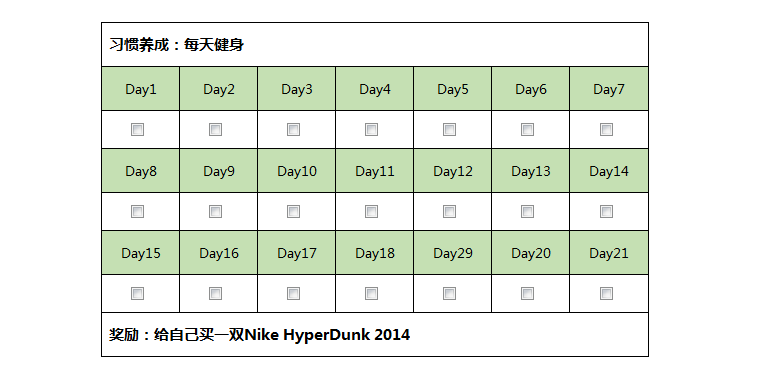 习惯养成：每天健身
Day1 Day2 Day3 Day4 Day5 Day6 Day7
Day8 Day9 Day10 Day11 Day12 Day13 Day14
Day15 Day16 Day17 Day18 Day29 Day20 Day21
奖励：给自己买一双Nike HyperDunk 2014